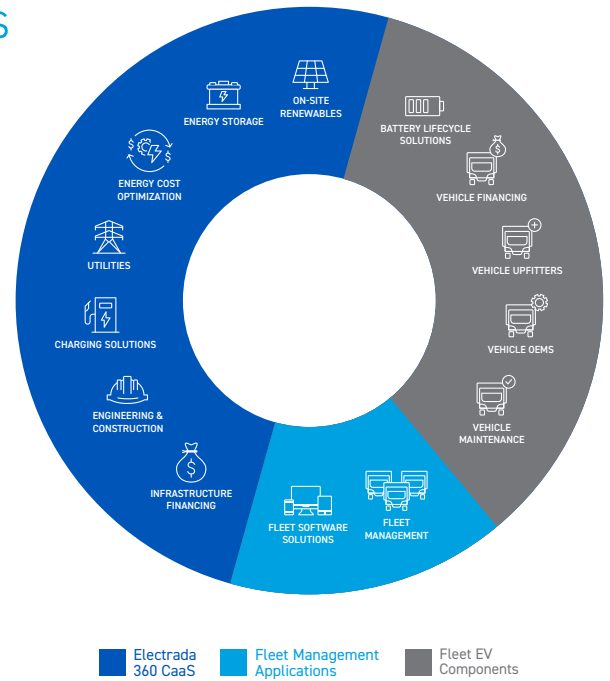 S
ON-SITE
RENEWABLES
ENERGY STORAGE
ENERGY COST
OPTIMIZATION
UTILITIES
CHARGING SOLUTIONS
ENGINEERING &
CONSTRUCTION
INFRASTRUCTURE
FINANCING
BATTERY LIFECYCLE
SOLUTIONS
VEHICLE FINANCING
VEHICLE UPFITTERS
VEHICLE OEMS
VEHICLE
MAINTENANCE
FLEET SOFTWARE
SOLUTIONS
FLEET
MANAGEMENT
Electrada
360 CaaS
Fleet Management
Applications
Fleet EV
Components